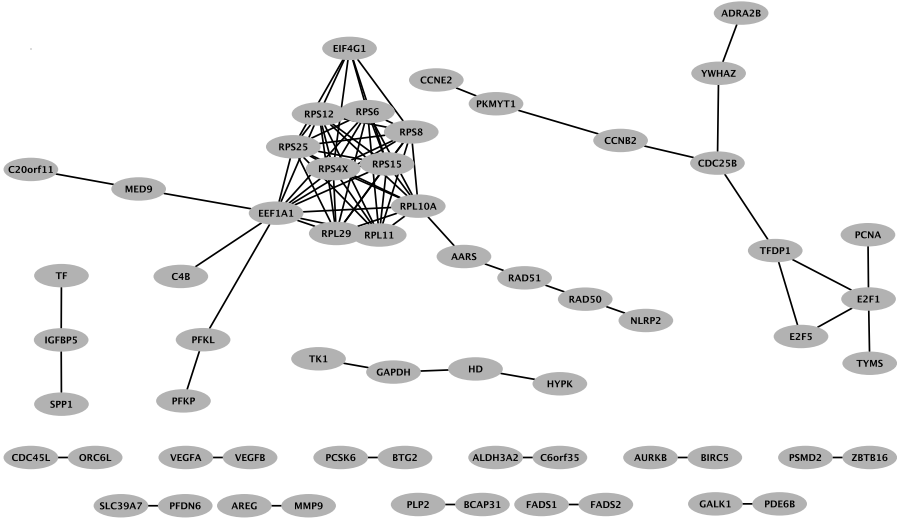 ADRA2B
EIF4G1
YWHAZ
CCNE2
PKMYT1
RPS12
RPS6
RPS8
CCNB2
RPS25
RPS15
RPS4X
CDC25B
C20orf11
MED9
RPL10A
EEF1A1
RPL29
RPL11
PCNA
TFDP1
AARS
TF
C4B
RAD51
RAD50
E2F1
NLRP2
IGFBP5
PFKL
E2F5
TK1
GAPDH
HD
HYPK
TYMS
SPP1
PFKP
CDC45L
ORC6L
VEGFA
VEGFB
PCSK6
BTG2
ALDH3A2
C6orf35
AURKB
BIRC5
PSMD2
ZBTB16
SLC39A7
PFDN6
AREG
MMP9
PLP2
BCAP31
FADS1
FADS2
GALK1
PDE6B